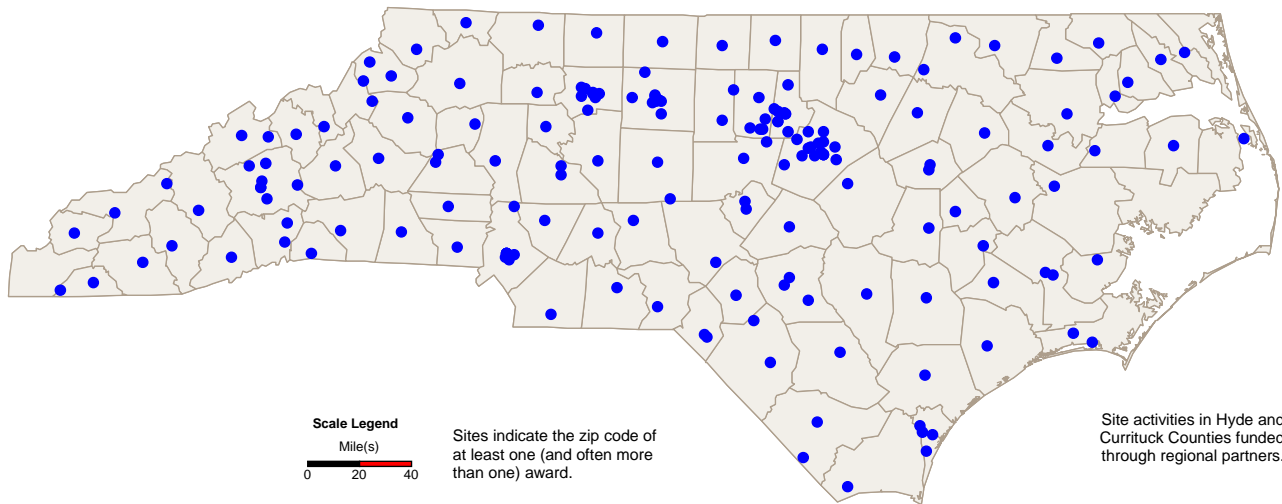 Scale Legend
Mile(s)
0 20 40
Sites indicate the zip code of
at least one (and often more
than one) award.
Site activities in Hyde and
Currituck Counties funded
through regional partners.